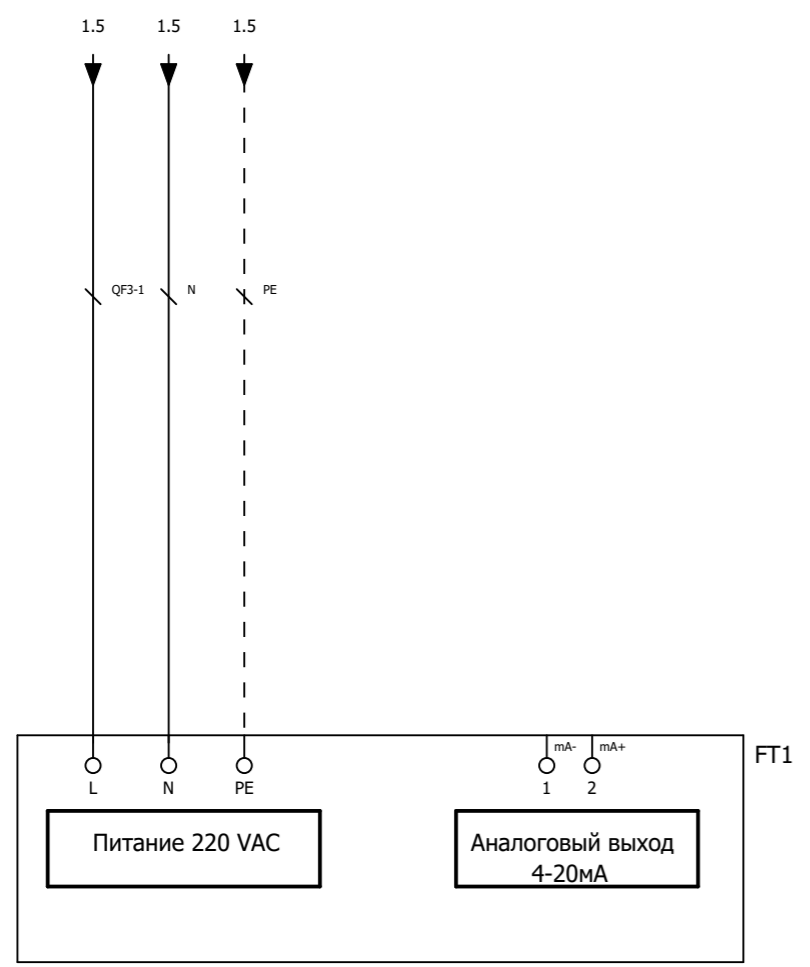 1.5 1.5 1.5
QF3-1 N PE
mA- mA+
FT1
L N PE 1 2
Питание 220 VAC
Аналоговый выход
4-20мА